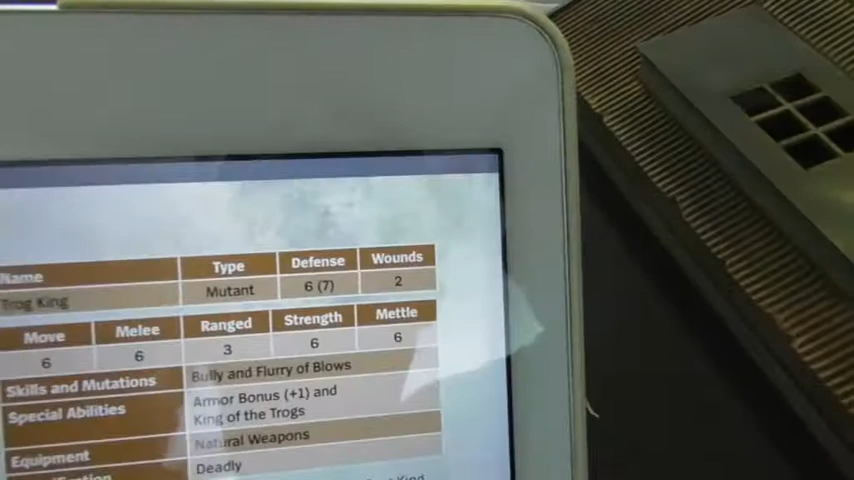 Name Type Defense Wounds
Trog King Mutant 6 (7) 2
Move Melee Ranged Strength Mettle
6 6 3 6 6
Skills and Mutations Bully and Flurry of Blows
Special Abilities Armor Bonus (+1) and
King of the Trogs
Equipment Natural Weapons
Deadly